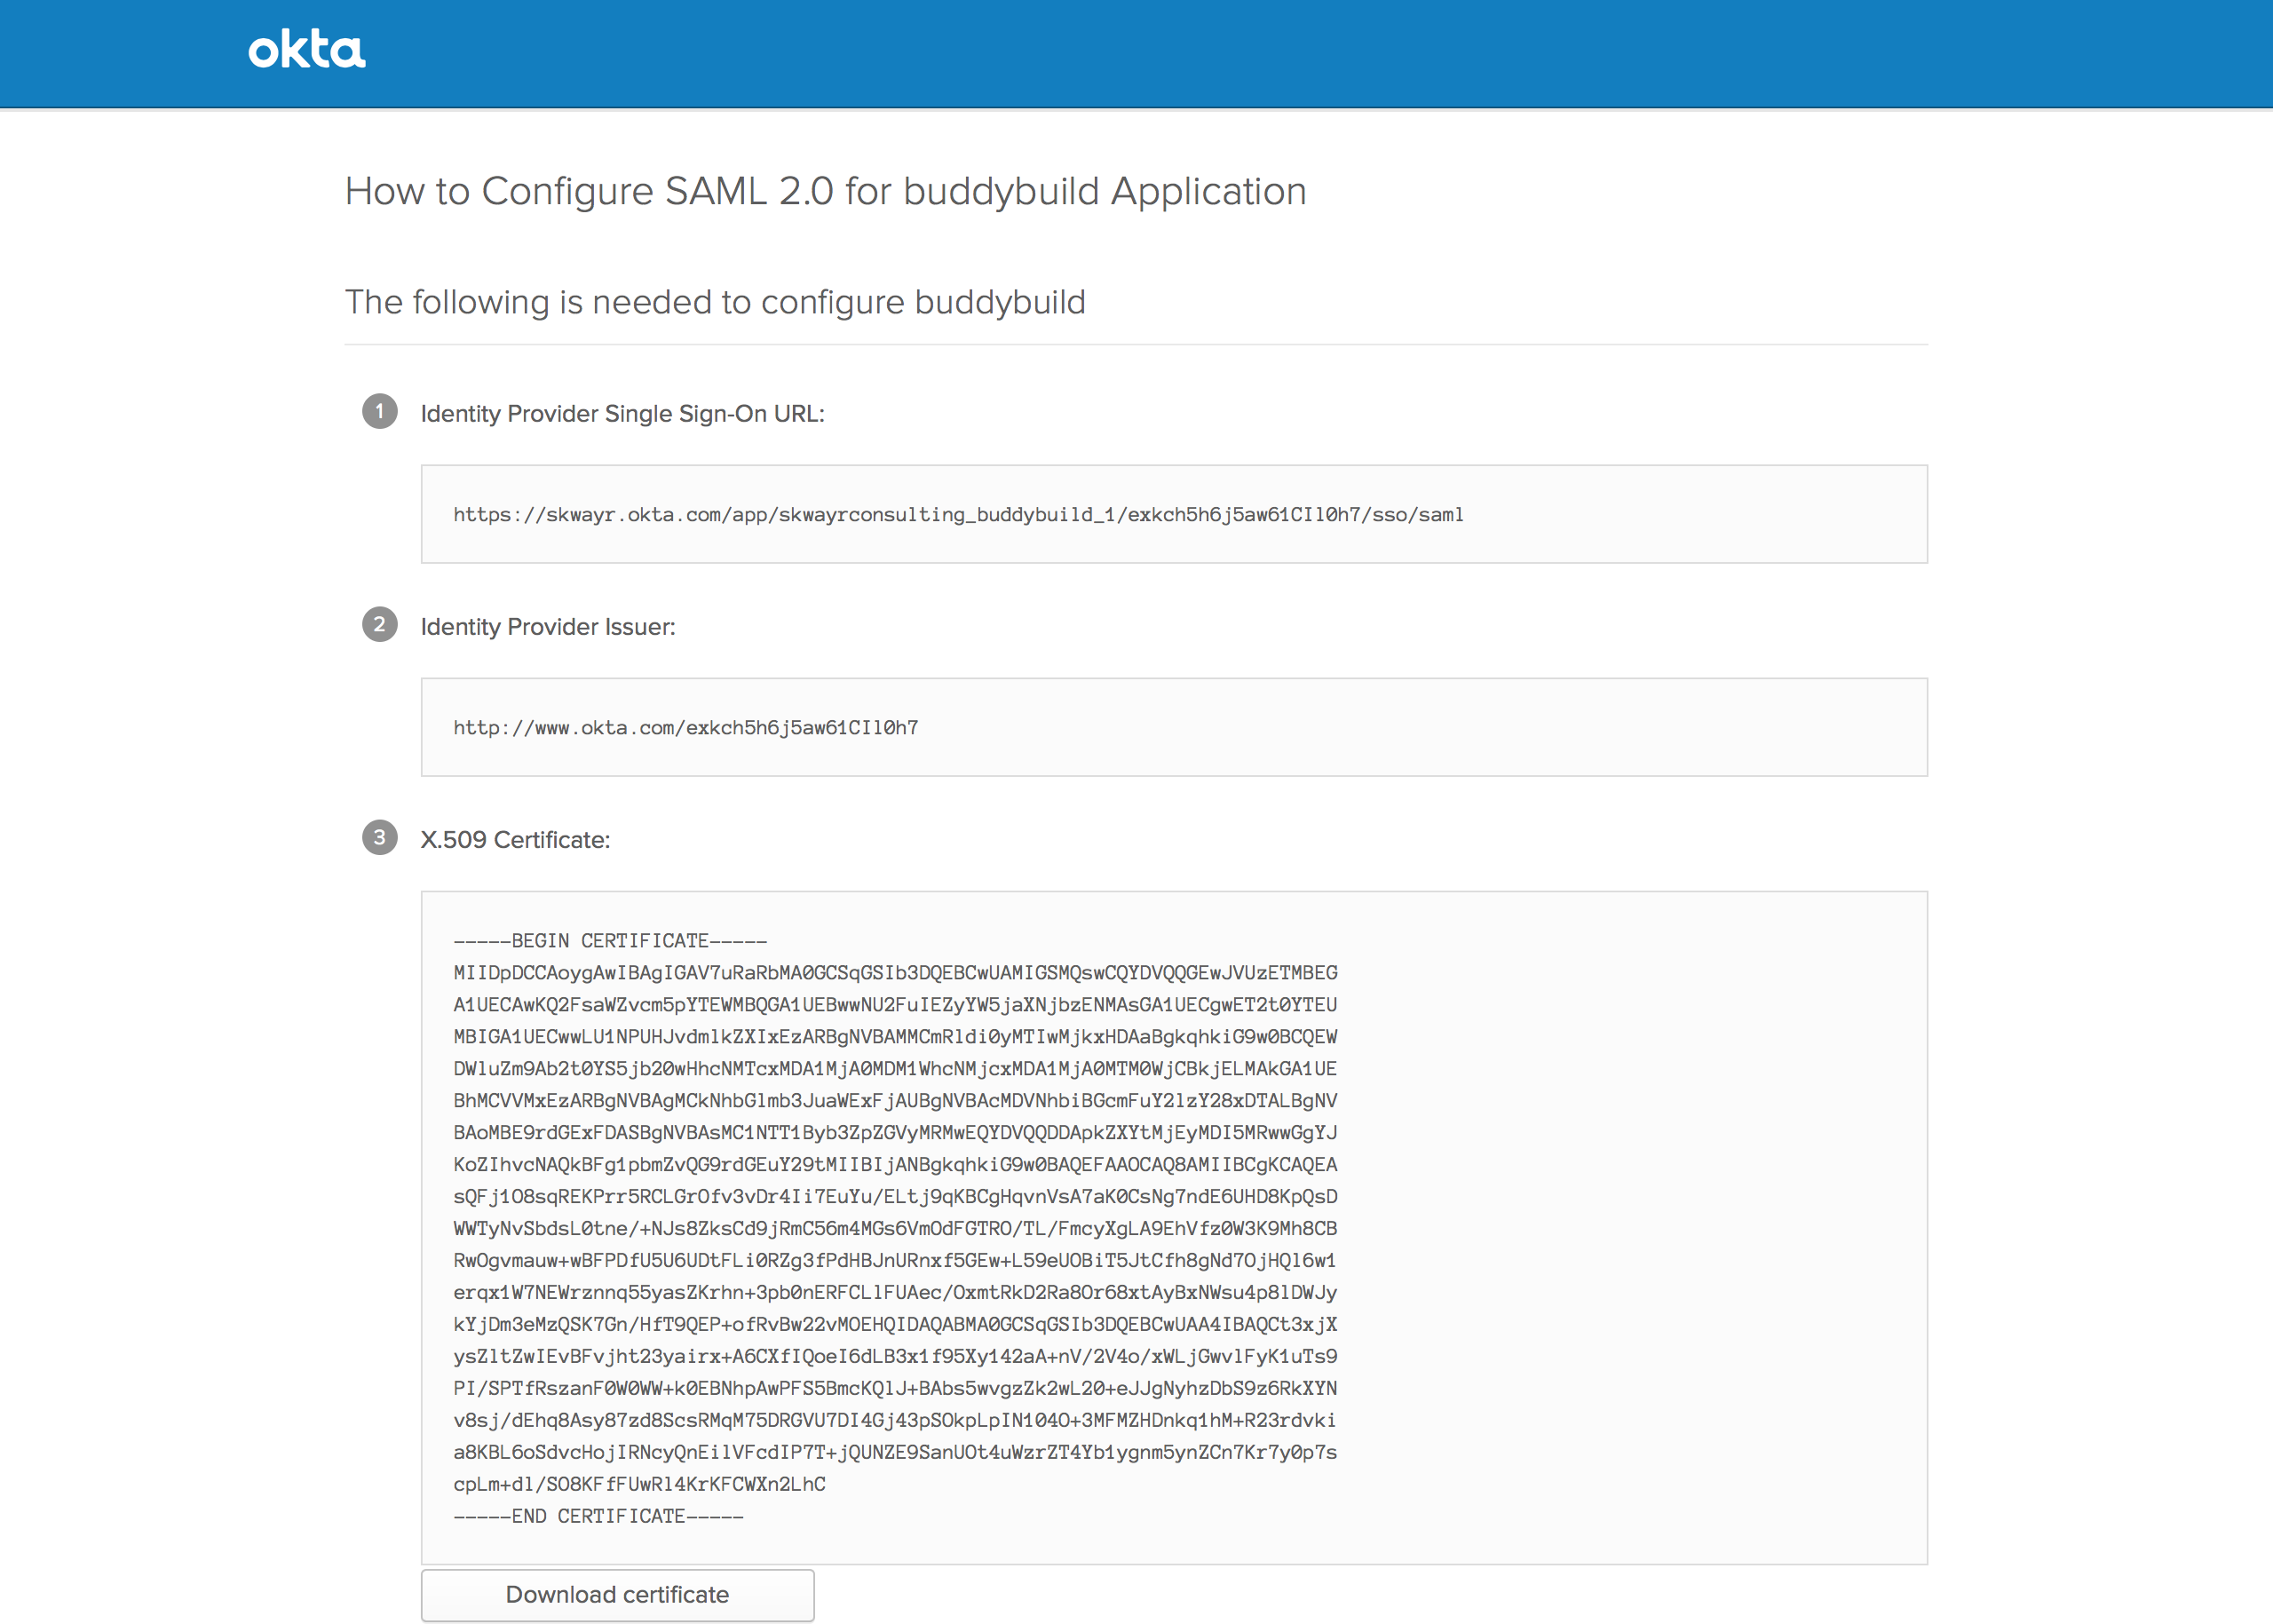 okta
How to Configure SAML 2.0 for buddybuild Application
The following is needed to configure buddybuild
1 Identity Provider Single Sign-On URL:
https://skwayr.okta.com/app/skwayrconsulting_buddybuild_1/exkch5h6j5aw61CIl0h7/sso/saml
2 Identity Provider Issuer:
http://www.okta.com/exkch5h6j5aw61CIl0h7
3 X.509 Certificate:
-----BEGIN CERTIFICATE-----
MIIDpDCCAoygAwIBAgIGAV7uRaRbMA0GCSqGSIb3DQEBCwUAMIGSMQswCQYDVQQGEwJVUzETMBEG
A1UECAwKQ2FsaWZvcm5pYTEWMBQGA1UEBwwNU2FuIEZyYW5jaXNjbzENMAsGA1UECgwET2t0YTEU
MBIGA1UECwwLU1NPUHJvdmlkZXIxEzARBgNVBAMMCmRldi0yMTIwMjkxHDAaBgkqhkiG9w0BCQEW
DWluZm9Ab2t0YS5jb20wHhcNMTcxMDA1MjA0MDM1WhcNMjcxMDA1MjA0MTM0WjCBkjELMAkGA1UE
BhMCVVMxEzARBgNVBAgMCkNhbGlmb3JuaWExFjAUBgNVBAcMDVNhbiBGcmFuY2lzY28xDTALBgNV
BAoMBE9rdGExFDASBgNVBAsMC1NTT1Byb3ZpZGVyMRMwEQYDVQQDDApkZXYtMjEyMDI5MRwwGgYJ
KoZIhvcNAQkBFg1pbmZvQG9rdGEuY29tMIIBIjANBgkqhkiG9w0BAQEFAAOCAQ8AMIIBCgKCAQEA
sQFj1O8sqREKPrr5RCLGrOfv3vDr4Ii7EuYu/ELtj9qKBCgHqvnVsA7aK0CsNg7ndE6UHD8KpQsD
WWTyNvSbdsL0tne/+NJs8ZksCd9jRmC56m4MGs6VmOdFGTRO/TL/FmcyXgLA9EhVfz0W3K9Mh8CB
RwOgvmauw+wBFPDfU5U6UDtFLi0RZg3fPdHBJnURnxf5GEw+L59eUOBiT5JtCfh8gNd7OjHQl6w1
erqx1W7NEWrznnq55yasZKrhn+3pb0nERFCLlFUAec/OxmtRkD2Ra8Or68xtAyBxNWsu4p8lDWJy
kYjDm3eMzQSK7Gn/HfT9QEP+ofRvBw22vMOEHQIDAQABMA0GCSqGSIb3DQEBCwUAA4IBAQCt3xjX
ysZltZwIEvBFvjht23yairx+A6CXfIQoeI6dLB3x1f95Xy142aA+nV/2V4o/xWLjGwvlFyK1uTs9
PI/SPTfRszanF0W0WW+k0EBNhpAwPFS5BmcKQlJ+BAbs5wvgzZk2wL20+eJJgNyhzDbS9z6RkXYN
v8sj/dEhq8Asy87zd8ScsRMqM75DRGVU7DI4Gj43pSOkpLpIN104O+3MFMZHDnkq1hM+R23rdvki
a8KBL6oSdvcHojIRNcyQnEilVFcdIP7T+jQUNZE9SanUOt4uWzrZT4Yb1ygnm5ynZCn7Kr7y0p7s
cpLm+dl/SO8KFfFUwRl4KrKFCWXn2LhC
-----END CERTIFICATE-----
Download certificate